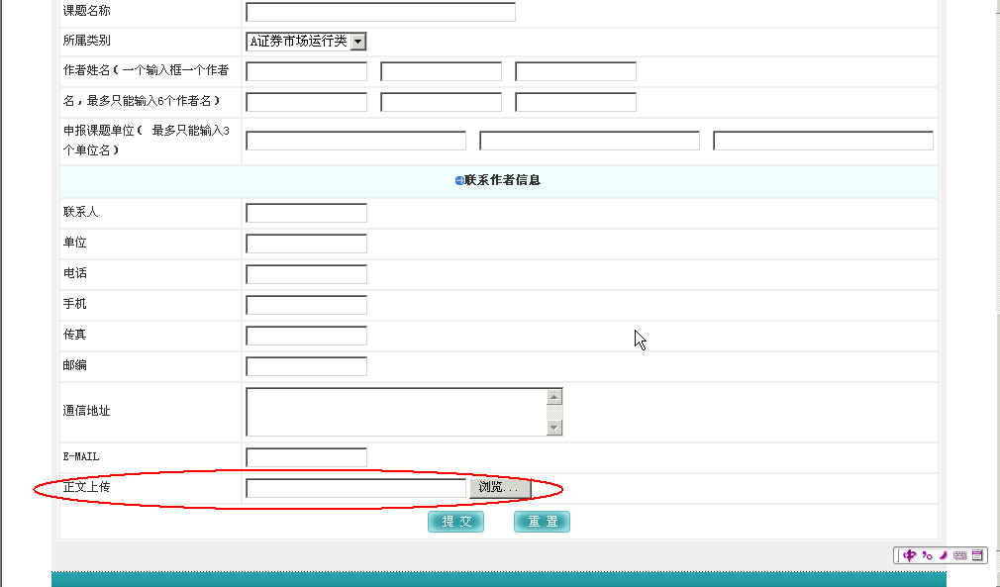 课题名称
所属类别
A证券市场运行类
作者姓名（一个输入框一个作者
名，最多只能输入6个作者名）
申报课题单位（ 最多只能输入3
个单位名）
联系作者信息
联系人
单位
电话
手机
传真
邮编
通信地址
E-MAIL
正文上传
浏览...
提 交
重 置
中